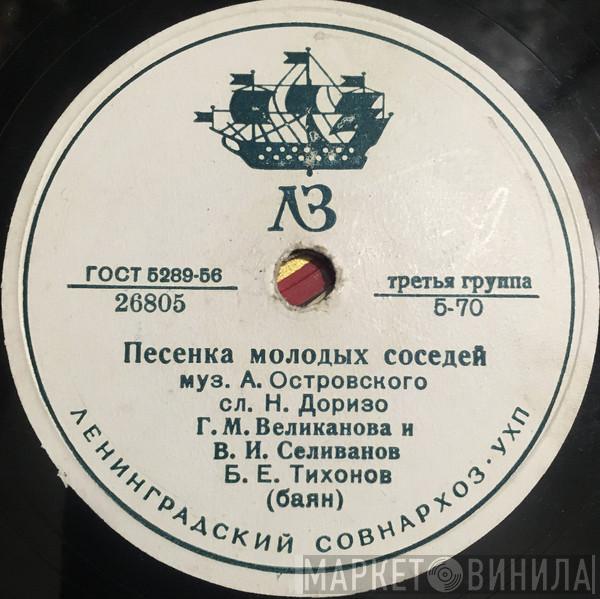 ЛЗ
ГОСТ 5289-56
26805
третья группа
5-70
Песенка молодых соседей
муз. А. Островского
сл. Н. Доризо
Г. М. Великанова и
В. И. Селиванов
Б. Е. Тихонов
(баян)
ЛЕНИНГРАДСКИЙ СОВНАРХОЗ · УХП
МАРКЕТ ВИНИЛА